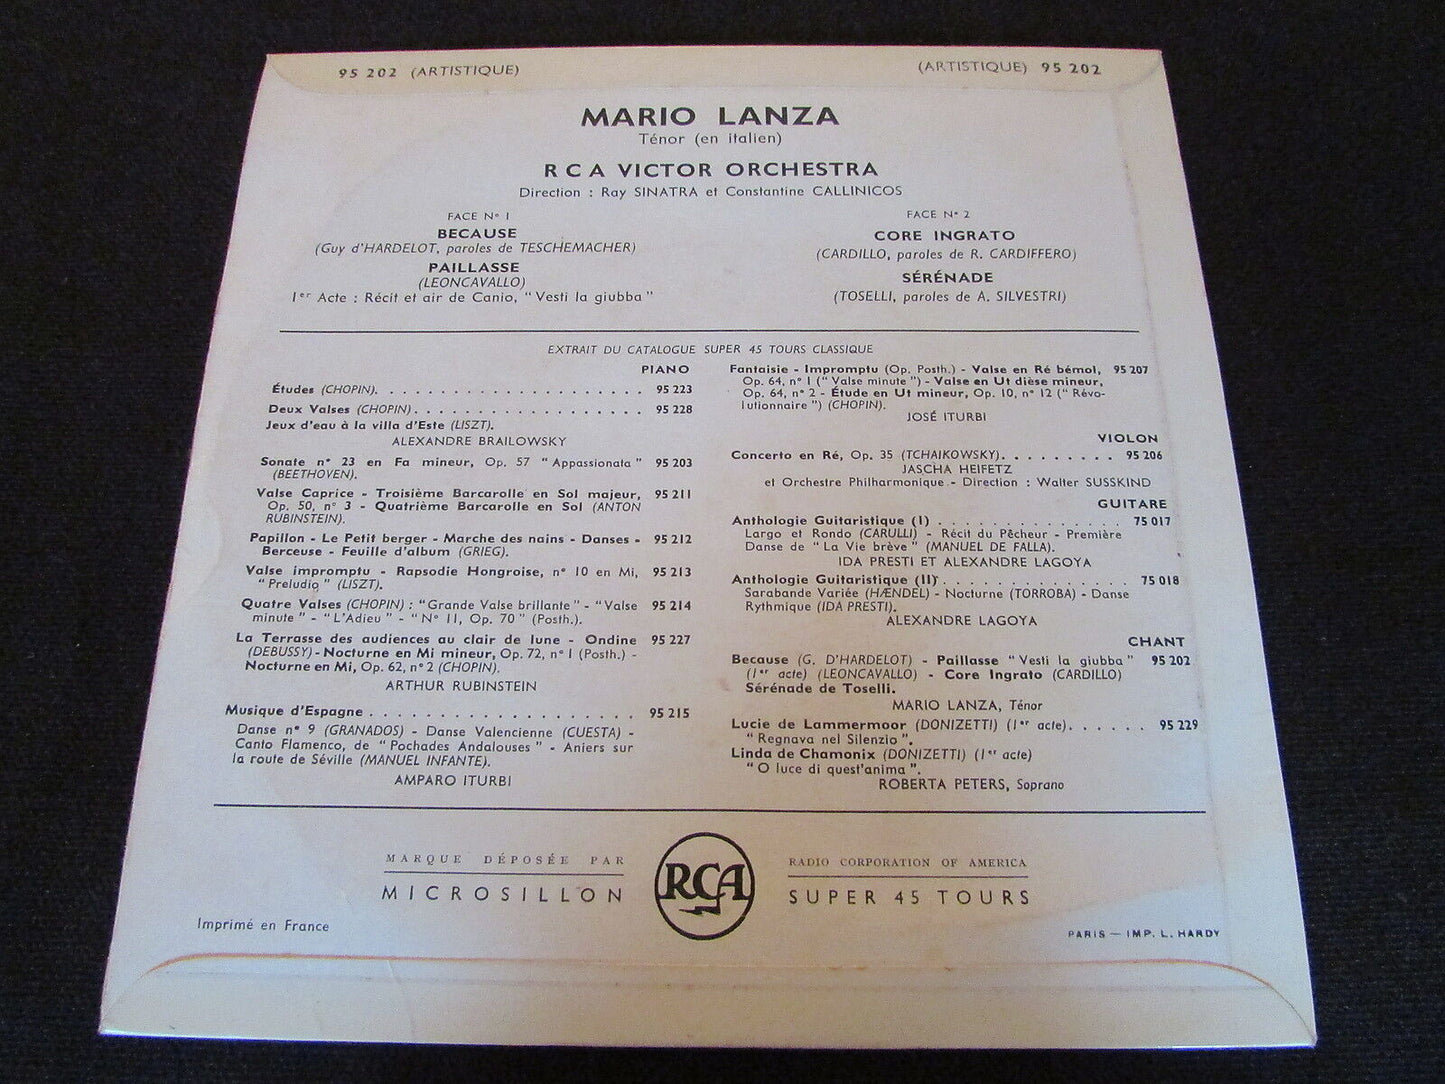 95 202 (ARTISTIQUE)
(ARTISTIQUE) 95 202
MARIO LANZA
Ténor (en italien)
RCA VICTOR ORCHESTRA
Direction : Ray SINATRA et Constantine CALLINICOS
FACE N° 1
BECAUSE
(Guy d'HARDELOT, paroles de TESCHEMACHER)
PAILLASSE
(LEONCAVALLO)
1er Acte : Récit et air de Canio, “Vesti la giubba”
FACE N° 2
CORE INGRATO
(CARDILLO, paroles de R. CARDIFFERO)
SÉRÉNADE
(TOSELLI, paroles de A. SILVESTRI)
EXTRAIT DU CATALOGUE SUPER 45 TOURS CLASSIQUE
PIANO
Études (CHOPIN). . . . . . . . . . . . . . . . . . . . 95 223
Deux Valses (CHOPIN). . . . . . . . . . . . . . . . . 95 228
Jeux d'eau à la villa d'Este (LISZT).
ALEXANDRE BRAILOWSKY
Sonate n° 23 en Fa mineur, Op. 57 “Appassionata” 95 203
(BEETHOVEN).
Valse Caprice - Troisième Barcarolle en Sol majeur, 95 211
Op. 50, n° 3 - Quatrième Barcarolle en Sol (ANTON
RUBINSTEIN).
Papillon - Le Petit berger - Marche des nains - Danses - 95 212
Berceuse - Feuille d'album (GRIEG).
Valse impromptu - Rapsodie Hongroise, n° 10 en Mi, 95 213
“Preludio” (LISZT).
Quatre Valses (CHOPIN) : “Grande Valse brillante” - “Valse 95 214
minute” - “L'Adieu” - “N° 11, Op. 70” (Posth.).
La Terrasse des audiences au clair de lune - Ondine 95 227
(DEBUSSY) - Nocturne en Mi mineur, Op. 72, n° 1 (Posth.) -
Nocturne en Mi, Op. 62, n° 2 (CHOPIN).
ARTHUR RUBINSTEIN
Musique d'Espagne . . . . . . . . . . . . . . . . . . . 95 215
Danse n° 9 (GRANADOS) - Danse Valencienne (CUESTA) -
Canto Flamenco, de “Pochades Andalouses” - Aniers sur
la route de Séville (MANUEL INFANTE).
AMPARO ITURBI
Fantaisie - Impromptu (Op. Posth.) - Valse en Ré bémol, 95 207
Op. 64, n° 1 (“Valse minute”) - Valse en Ut dièse mineur,
Op. 64, n° 2 - Étude en Ut mineur, Op. 10, n° 12 (“Révo-
lutionnaire”) (CHOPIN).
JOSÉ ITURBI
VIOLON
Concerto en Ré, Op. 35 (TCHAIKOWSKY). . . . . . . . . 95 206
JASCHA HEIFETZ
et Orchestre Philharmonique - Direction : Walter SUSSKIND
GUITARE
Anthologie Guitaristique (I) . . . . . . . . . . . . . . 75 017
Largo et Rondo (CARULLI) - Récit du Pêcheur - Première
Danse de “La Vie brève” (MANUEL DE FALLA).
IDA PRESTI ET ALEXANDRE LAGOYA
Anthologie Guitaristique (II) . . . . . . . . . . . . . . 75 018
Sarabande Variée (HÆNDEL) - Nocturne (TORROBA) - Danse
Rythmique (IDA PRESTI).
ALEXANDRE LAGOYA
CHANT
Because (G. D'HARDELOT) - Paillasse “Vesti la giubba” 95 202
(1er acte) (LEONCAVALLO) - Core Ingrato (CARDILLO)
Sérénade de Toselli.
MARIO LANZA, Ténor
Lucie de Lammermoor (DONIZETTI) (1er acte). . . . . . 95 229
“Regnava nel Silenzio”.
Linda de Chamonix (DONIZETTI) (1er acte)
“O luce di quest'anima”.
ROBERTA PETERS, Soprano
MARQUE DÉPOSÉE PAR
MICROSILLON
RCA
RADIO CORPORATION OF AMERICA
SUPER 45 TOURS
Imprimé en France
PARIS — IMP. L. HARDY